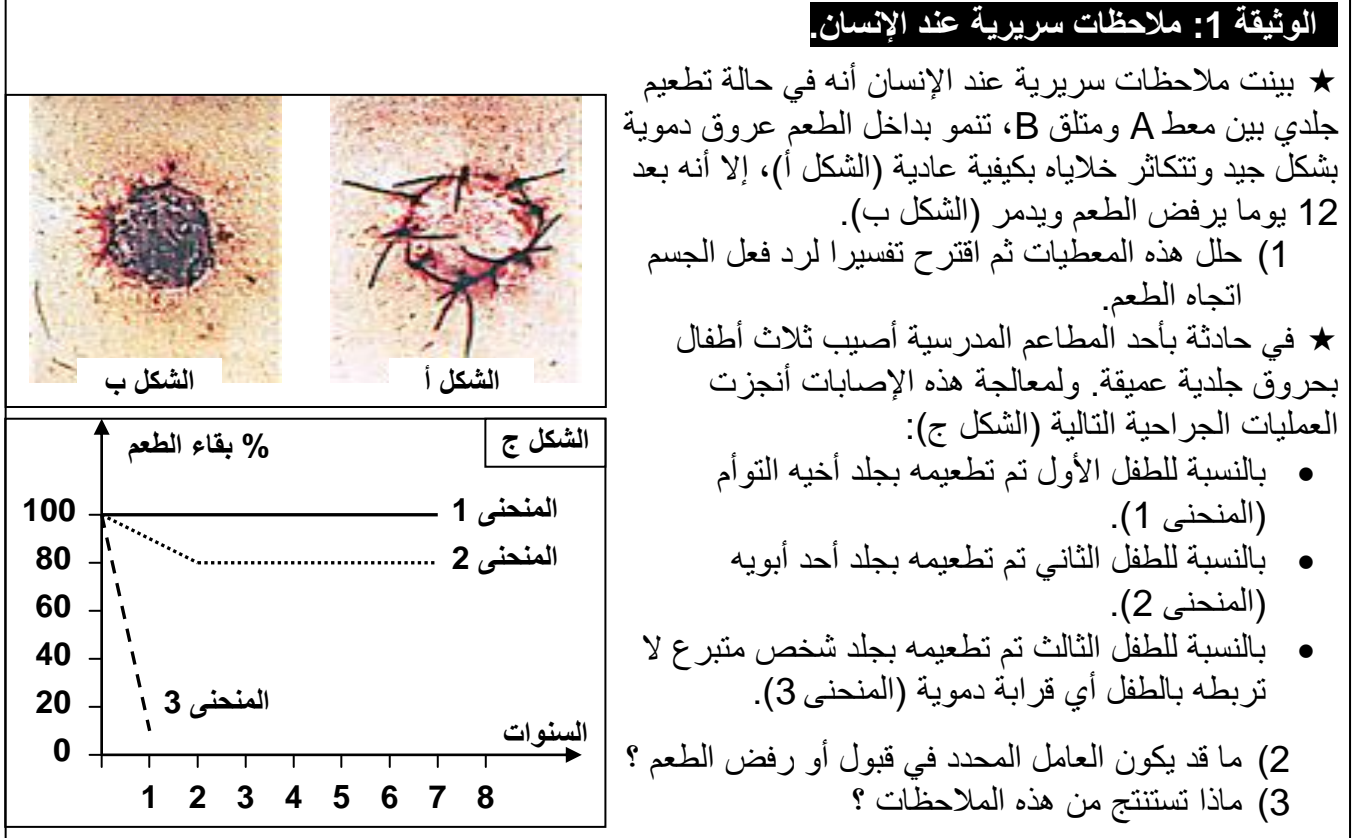 الوثيقة 1: ملاحظات سريرية عند الإنسان.
★ بينت ملاحظات سريرية عند الإنسان أنه في حالة تطعيم
جلدي بين معط A ومتلق B، تنمو بداخل الطعم عروق دموية
بشكل جيد وتتكاثر خلاياه بكيفية عادية (الشكل أ)، إلا أنه بعد
12 يوما يرفض الطعم ويدمر (الشكل ب).
1) حلل هذه المعطيات ثم اقترح تفسيرا لرد فعل الجسم
اتجاه الطعم.
★ في حادثة بأحد المطاعم المدرسية أصيب ثلاث أطفال
بحروق جلدية عميقة. ولمعالجة هذه الإصابات أنجزت
العمليات الجراحية التالية (الشكل ج):
• بالنسبة للطفل الأول تم تطعيمه بجلد أخيه التوأم
(المنحنى 1).
• بالنسبة للطفل الثاني تم تطعيمه بجلد أحد أبويه
(المنحنى 2).
• بالنسبة للطفل الثالث تم تطعيمه بجلد شخص متبرع لا
تربطه بالطفل أي قرابة دموية (المنحنى 3).
2) ما قد يكون العامل المحدد في قبول أو رفض الطعم ؟
3) ماذا تستنتج من هذه الملاحظات ؟
الشكل أ
الشكل ب
الشكل ج
% بقاء الطعم
100
80
60
40
20
0
المنحنى 1
المنحنى 2
المنحنى 3
السنوات
1 2 3 4 5 6 7 8